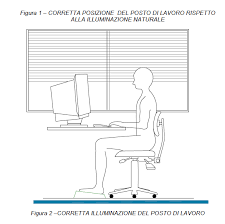 Figura 1 – CORRETTA POSIZIONE DEL POSTO DI LAVORO RISPETTO
ALLA ILLUMINAZIONE NATURALE
Figura 2 –CORRETTA ILLUMINAZIONE DEL POSTO DI LAVORO